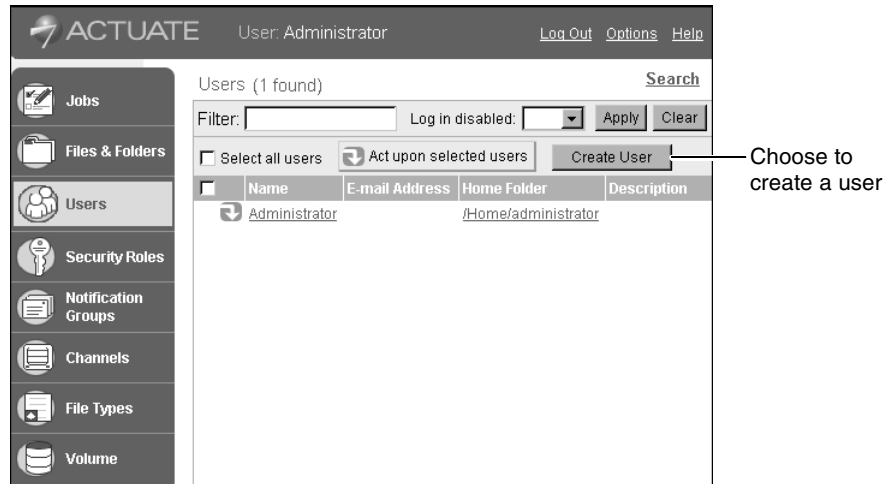 ACTUATE
User: Administrator
Log Out Options Help
Jobs
Files & Folders
Users
Security Roles
Notification
Groups
Channels
File Types
Volume
Users (1 found)
Search
Filter: Log in disabled: Apply Clear
Select all users Act upon selected users Create User
Name E-mail Address Home Folder Description
Administrator /Home/administrator
Choose to
create a user